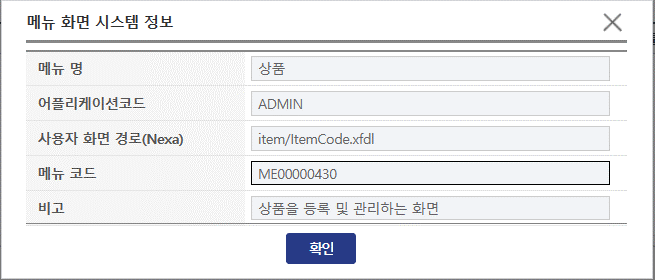 메뉴 화면 시스템 정보
메뉴 명 상품
어플리케이션코드 ADMIN
사용자 화면 경로(Nexa) item/ItemCode.xfdl
메뉴 코드 ME00000430
비고 상품을 등록 및 관리하는 화면
확인